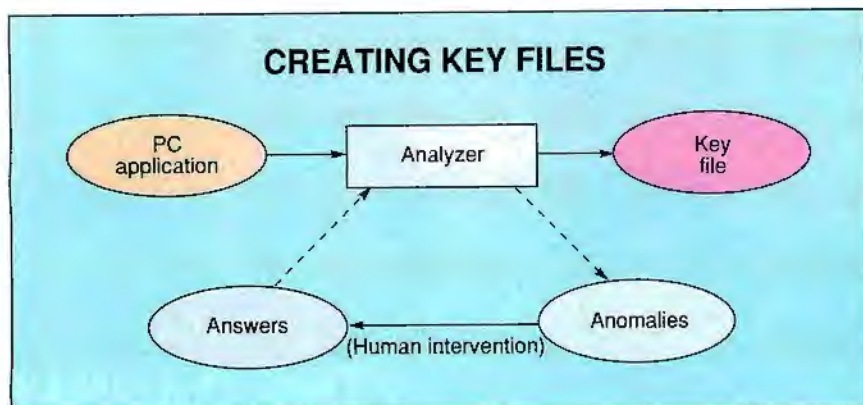 CREATING KEY FILES
PC
application
Analyzer
Key
file
Answers
(Human intervention)
Anomalies